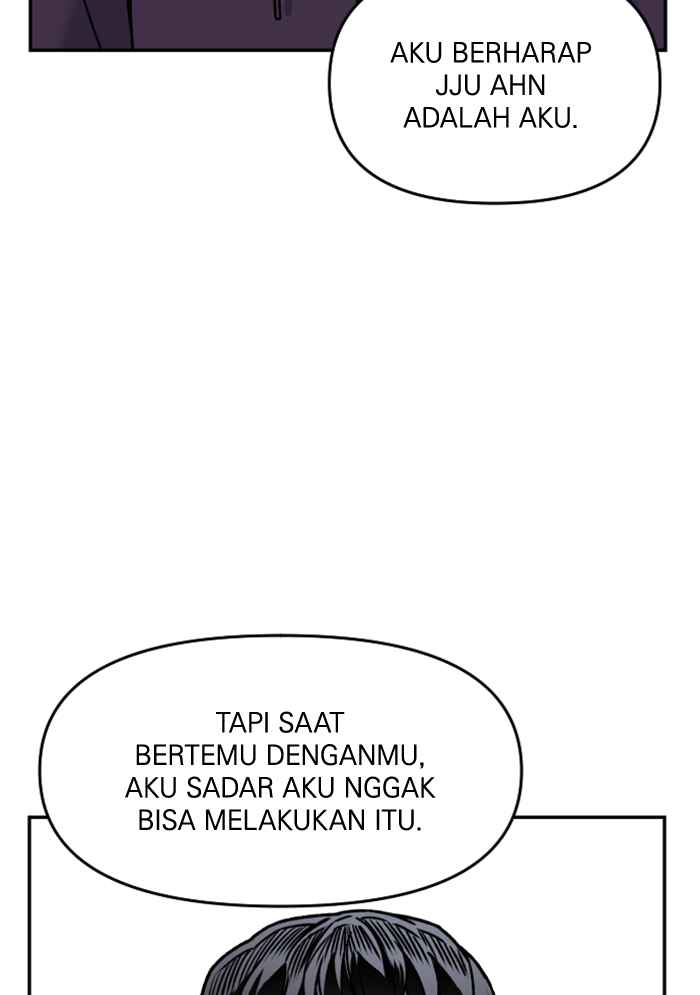 AKU BERHARAP
JJU AHN
ADALAH AKU.
TAPI SAAT
BERTEMU DENGANMU,
AKU SADAR AKU NGGAK
BISA MELAKUKAN ITU.